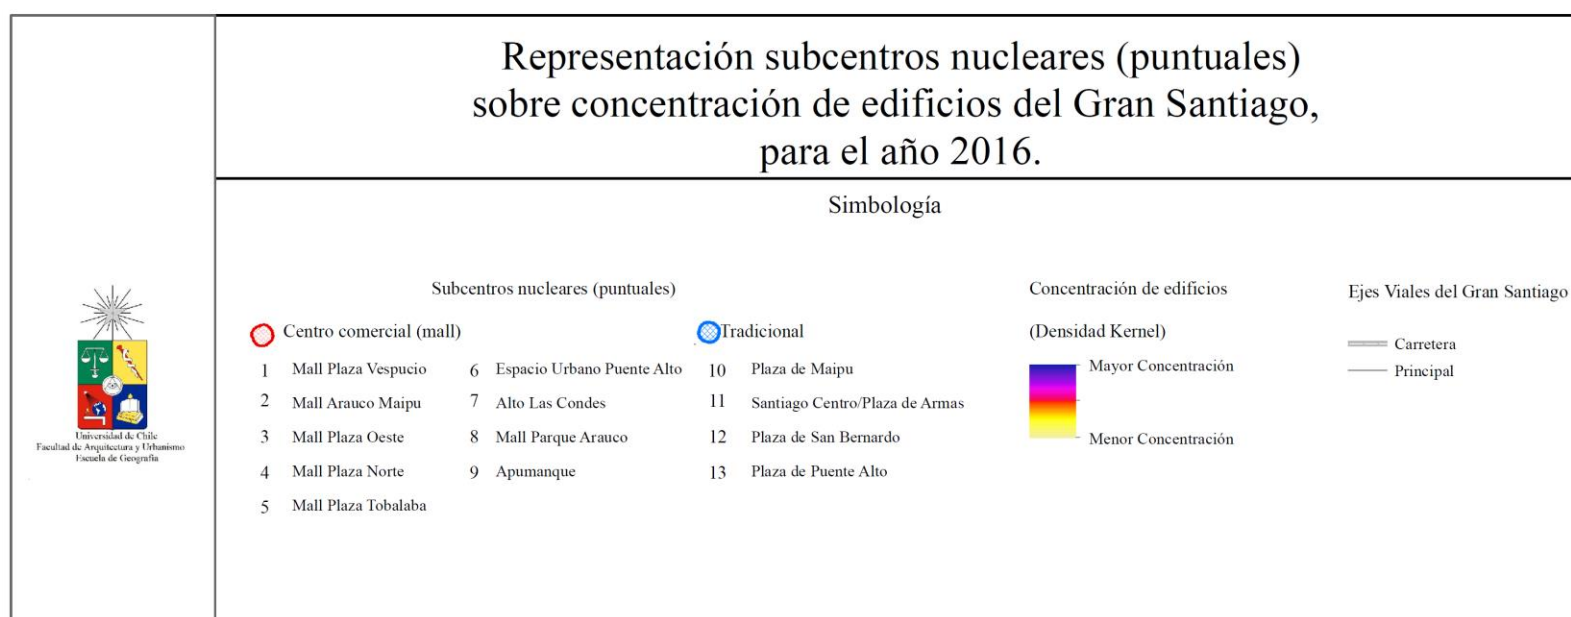 Representación subcentros nucleares (puntuales)
sobre concentración de edificios del Gran Santiago,
para el año 2016.
Simbología
Subcentros nucleares (puntuales)
Centro comercial (mall)
1 Mall Plaza Vespucio
2 Mall Arauco Maipu
3 Mall Plaza Oeste
4 Mall Plaza Norte
5 Mall Plaza Tobalaba
6 Espacio Urbano Puente Alto
7 Alto Las Condes
8 Mall Parque Arauco
9 Apumanque
Tradicional
10 Plaza de Maipu
11 Santiago Centro/Plaza de Armas
12 Plaza de San Bernardo
13 Plaza de Puente Alto
Concentración de edificios
(Densidad Kernel)
Mayor Concentración
Menor Concentración
Ejes Viales del Gran Santiago
Carretera
Principal
Universidad de Chile
Facultad de Arquitectura y Urbanismo
Escuela de Geografía